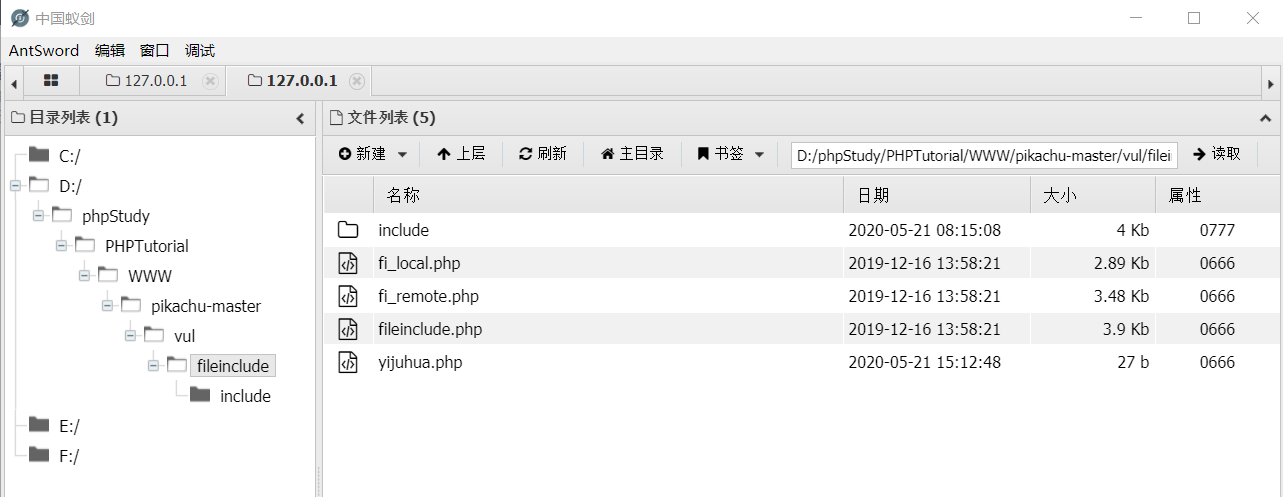 中国蚁剑
AntSword 编辑 窗口 调试
127.0.0.1 127.0.0.1
目录列表 (1)
C:/
D:/
phpStudy
PHPTutorial
WWW
pikachu-master
vul
fileinclude
include
E:/
F:/
文件列表 (5)
新建 上层 刷新 主目录 书签 D:/phpStudy/PHPTutorial/WWW/pikachu-master/vul/filei 读取
名称 日期 大小 属性
include 2020-05-21 08:15:08 4 Kb 0777
fi_local.php 2019-12-16 13:58:21 2.89 Kb 0666
fi_remote.php 2019-12-16 13:58:21 3.48 Kb 0666
fileinclude.php 2019-12-16 13:58:21 3.9 Kb 0666
yijuhua.php 2020-05-21 15:12:48 27 b 0666